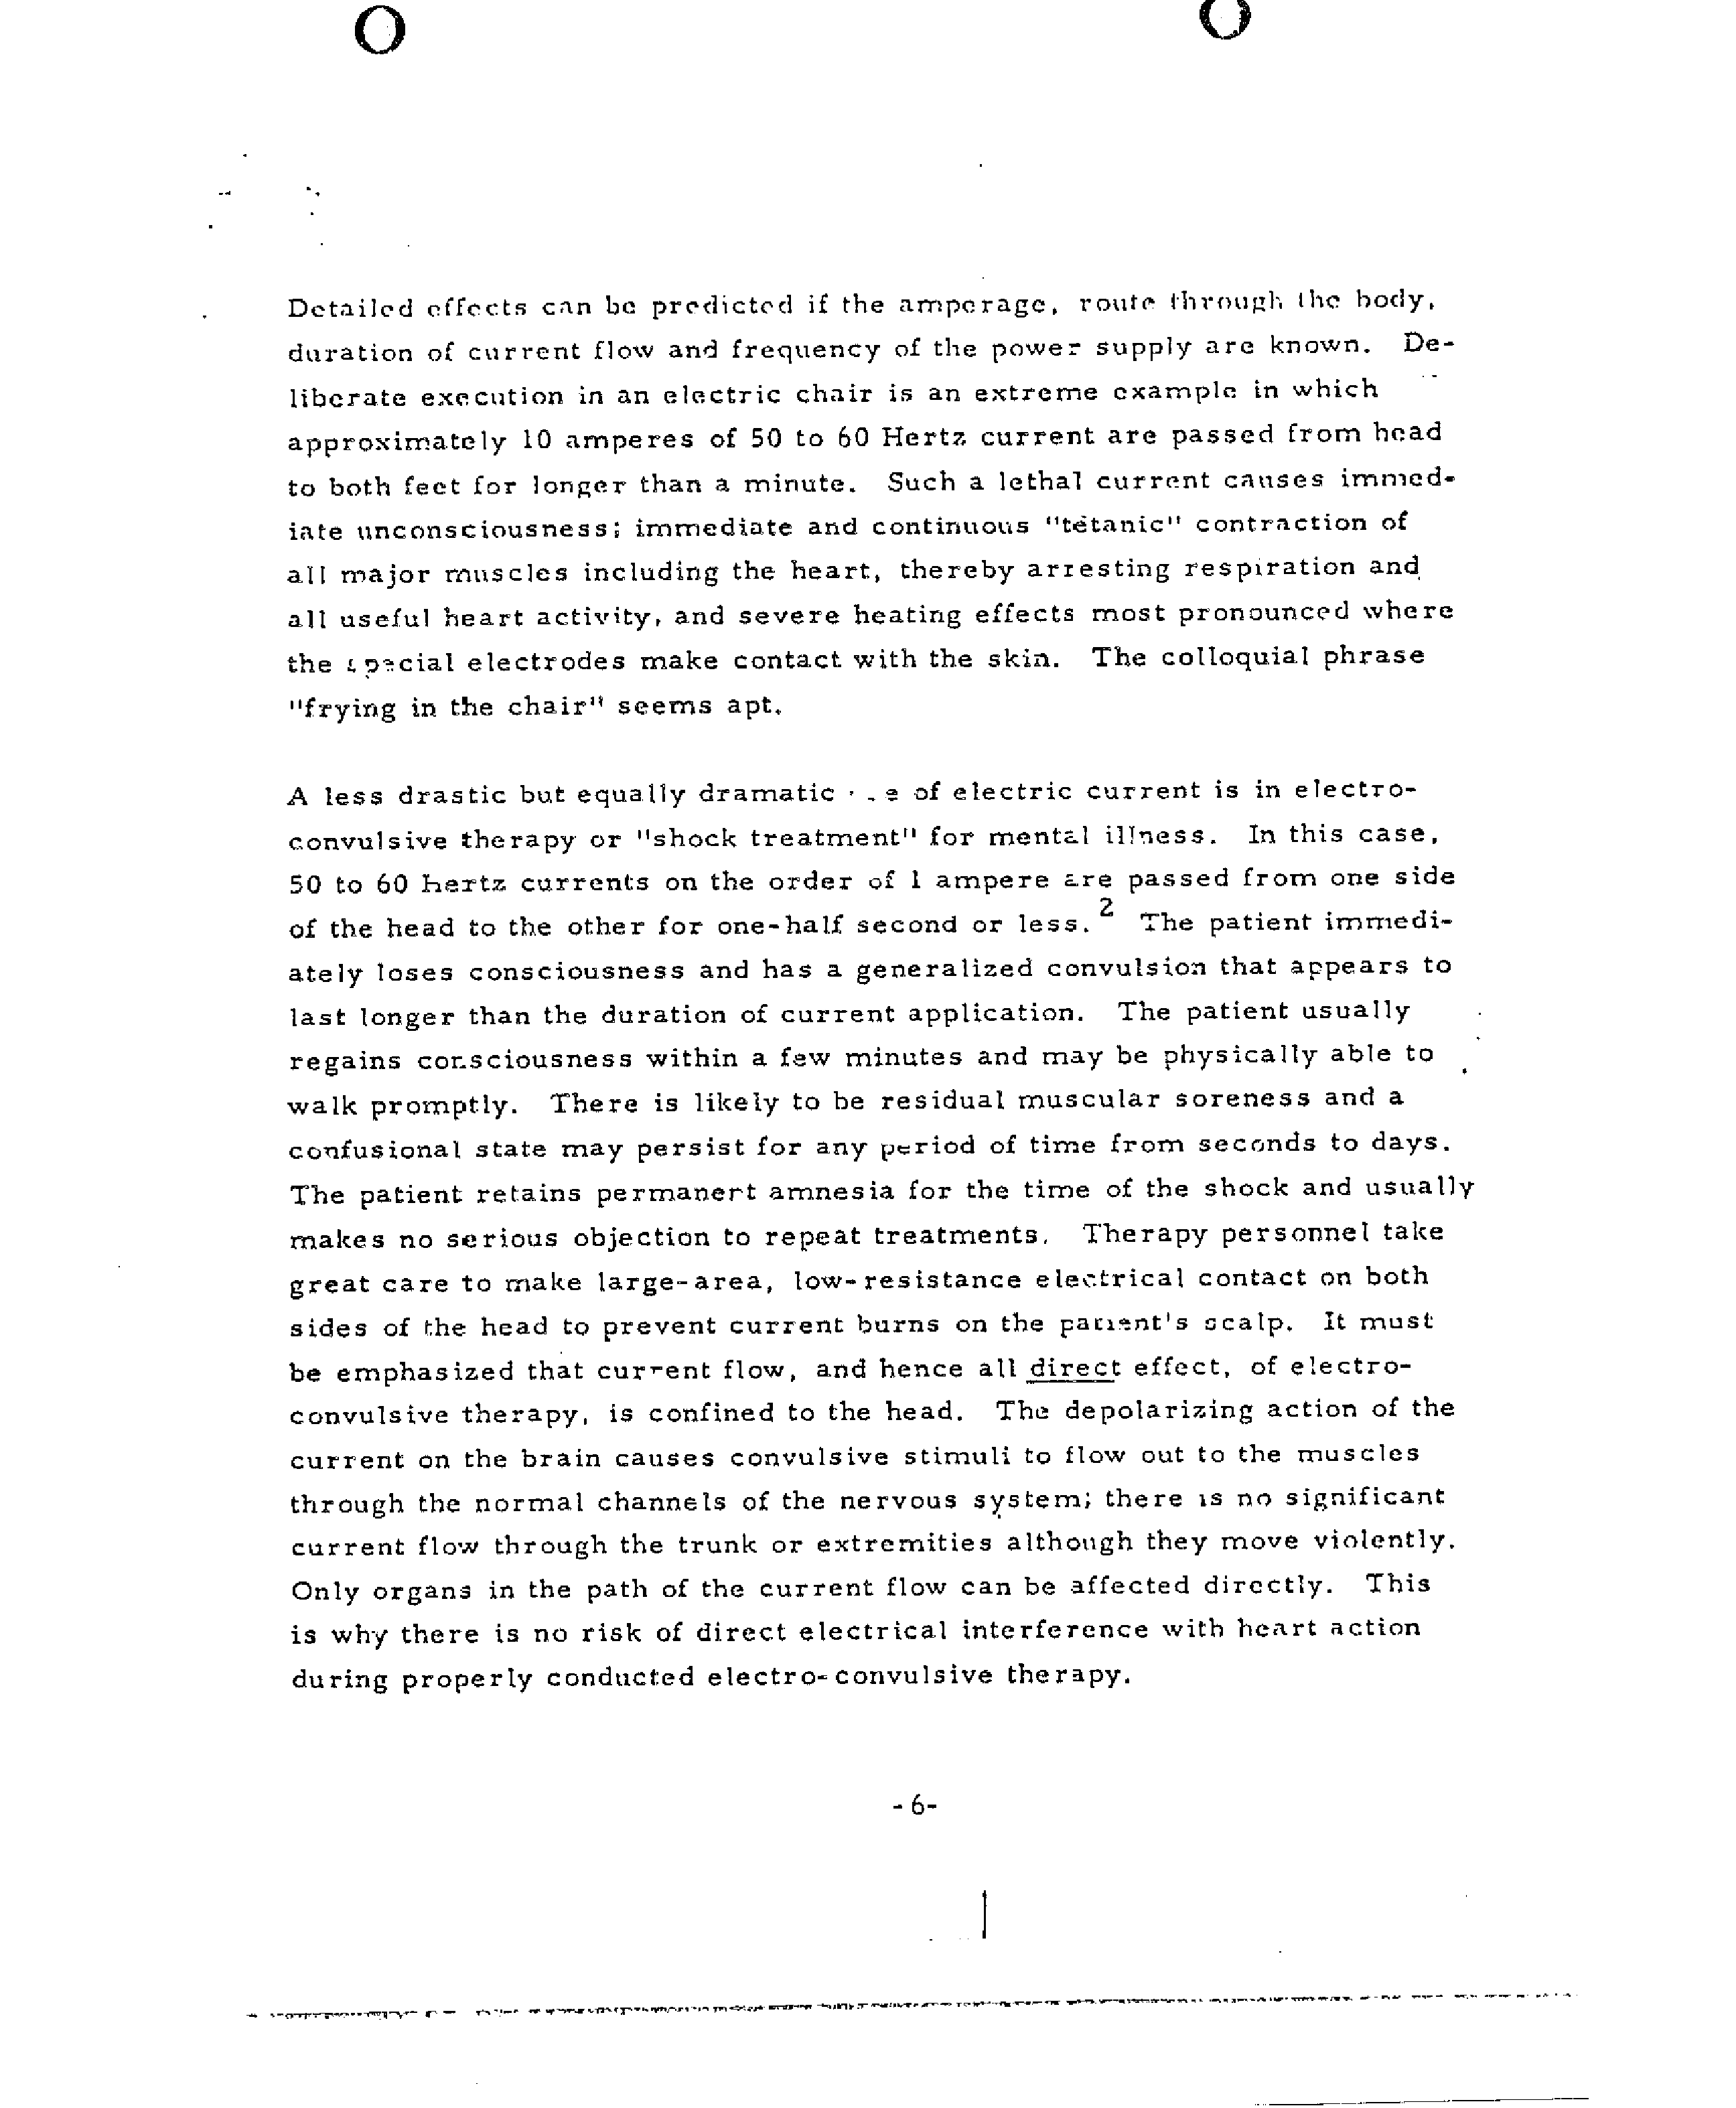 Detailed effects can be predicted if the amperage, route through the body,
duration of current flow and frequency of the power supply are known. De-
liberate execution in an electric chair is an extreme example in which
approximately 10 amperes of 50 to 60 Hertz current are passed from head
to both feet for longer than a minute. Such a lethal current causes immed-
iate unconsciousness; immediate and continuous "tetanic" contraction of
all major muscles including the heart, thereby arresting respiration and
all useful heart activity, and severe heating effects most pronounced where
the special electrodes make contact with the skin. The colloquial phrase
"frying in the chair" seems apt.
A less drastic but equally dramatic of electric current is in electro-
convulsive therapy or "shock treatment" for mental illness. In this case,
50 to 60 hertz currents on the order of 1 ampere are passed from one side
of the head to the other for one-half second or less. 2 The patient immedi-
ately loses consciousness and has a generalized convulsion that appears to
last longer than the duration of current application. The patient usually
regains consciousness within a few minutes and may be physically able to
walk promptly. There is likely to be residual muscular soreness and a
confusional state may persist for any period of time from seconds to days.
The patient retains permanent amnesia for the time of the shock and usually
makes no serious objection to repeat treatments. Therapy personnel take
great care to make large-area, low-resistance electrical contact on both
sides of the head to prevent current burns on the patient's scalp. It must
be emphasized that current flow, and hence all direct effect, of electro-
convulsive therapy, is confined to the head. The depolarizing action of the
current on the brain causes convulsive stimuli to flow out to the muscles
through the normal channels of the nervous system; there is no significant
current flow through the trunk or extremities although they move violently.
Only organs in the path of the current flow can be affected directly. This
is why there is no risk of direct electrical interference with heart action
during properly conducted electro-convulsive therapy.
-6-